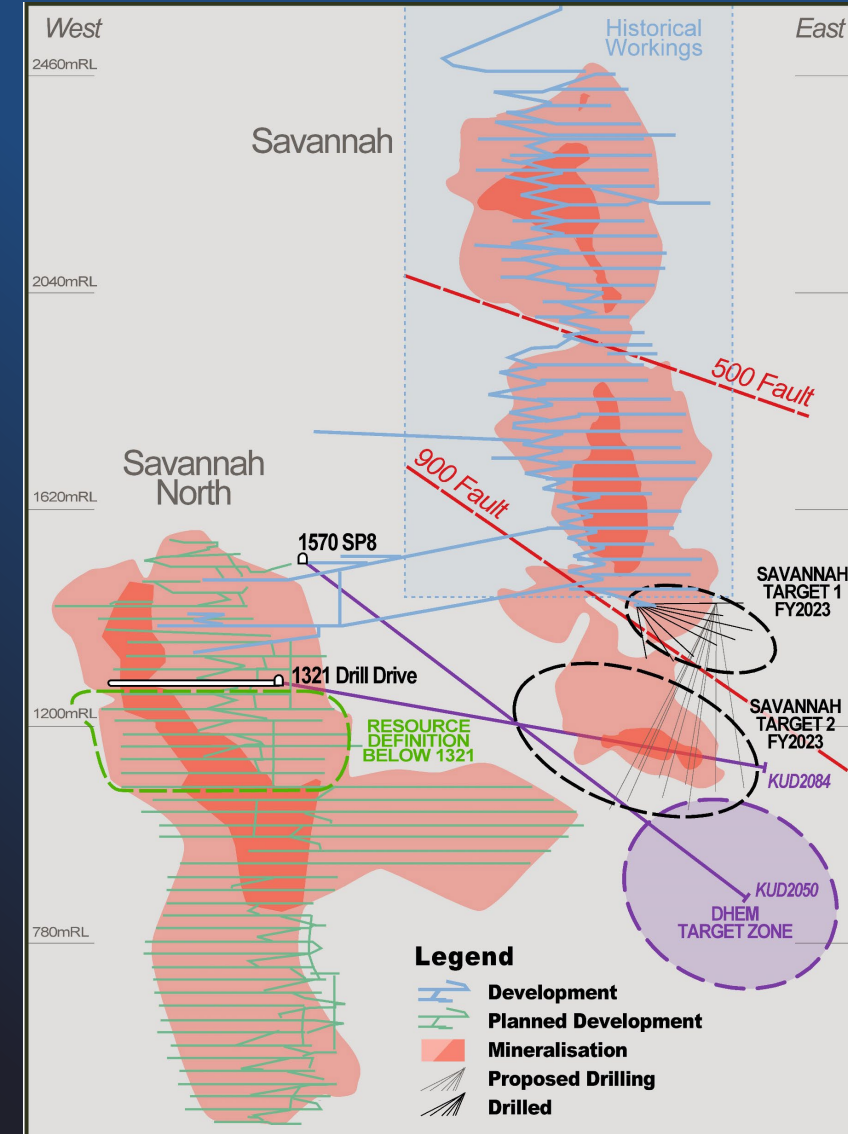 West
Historical
Workings
East
2460mRL
Savannah
2040mRL
500 Fault
Savannah
North
900 Fault
1620mRL
1570 SP8
SAVANNAH
TARGET 1
FY2023
1321 Drill Drive
1200mRL
RESOURCE
DEFINITION
BELOW 1321
SAVANNAH
TARGET 2
FY2023
KUD2084
KUD2050
DHEM
TARGET ZONE
780mRL
Legend
Development
Planned Development
Mineralisation
Proposed Drilling
Drilled